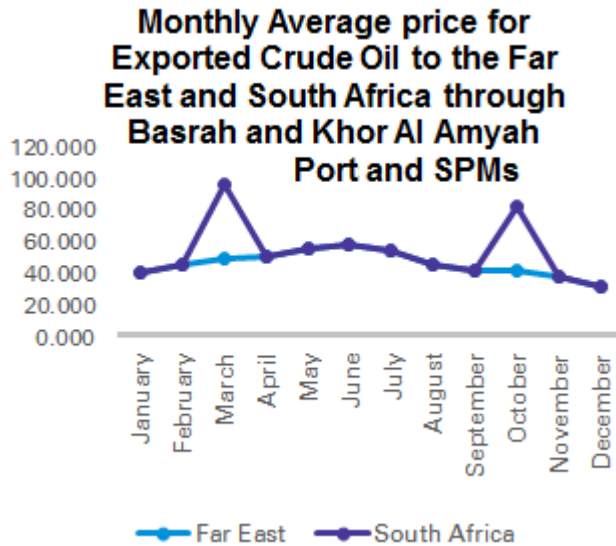 Monthly Average price for
Exported Crude Oil to the Far
East and South Africa through
Basrah and Khor Al Amyah
Port and SPMs
120.000
100.000
80.000
60.000
40.000
20.000
0.000
January
February
March
April
May
June
July
August
September
October
November
December
Far East
South Africa